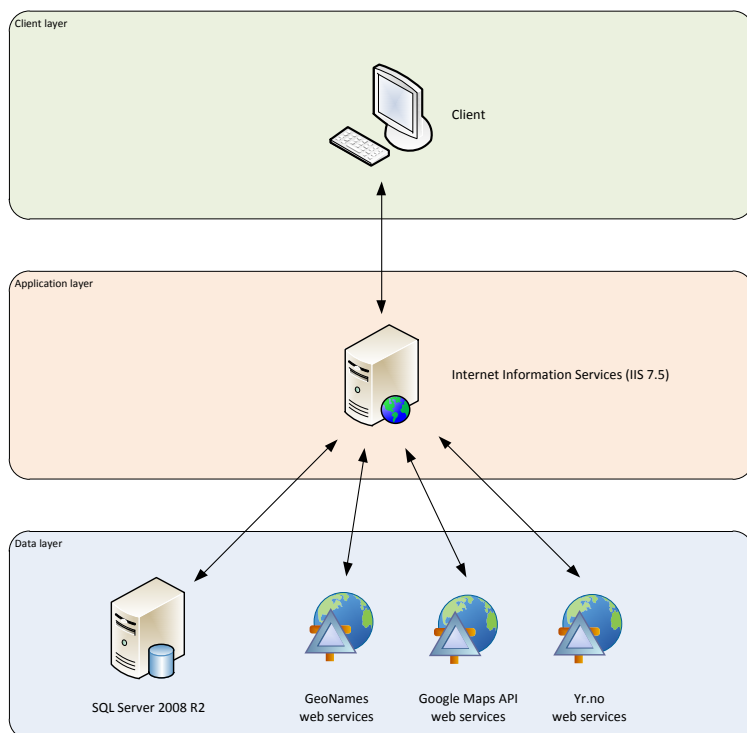 Client layer
Client
Application layer
Internet Information Services (IIS 7.5)
Data layer
SQL Server 2008 R2
GeoNames
web services
Google Maps API
web services
Yr.no
web services